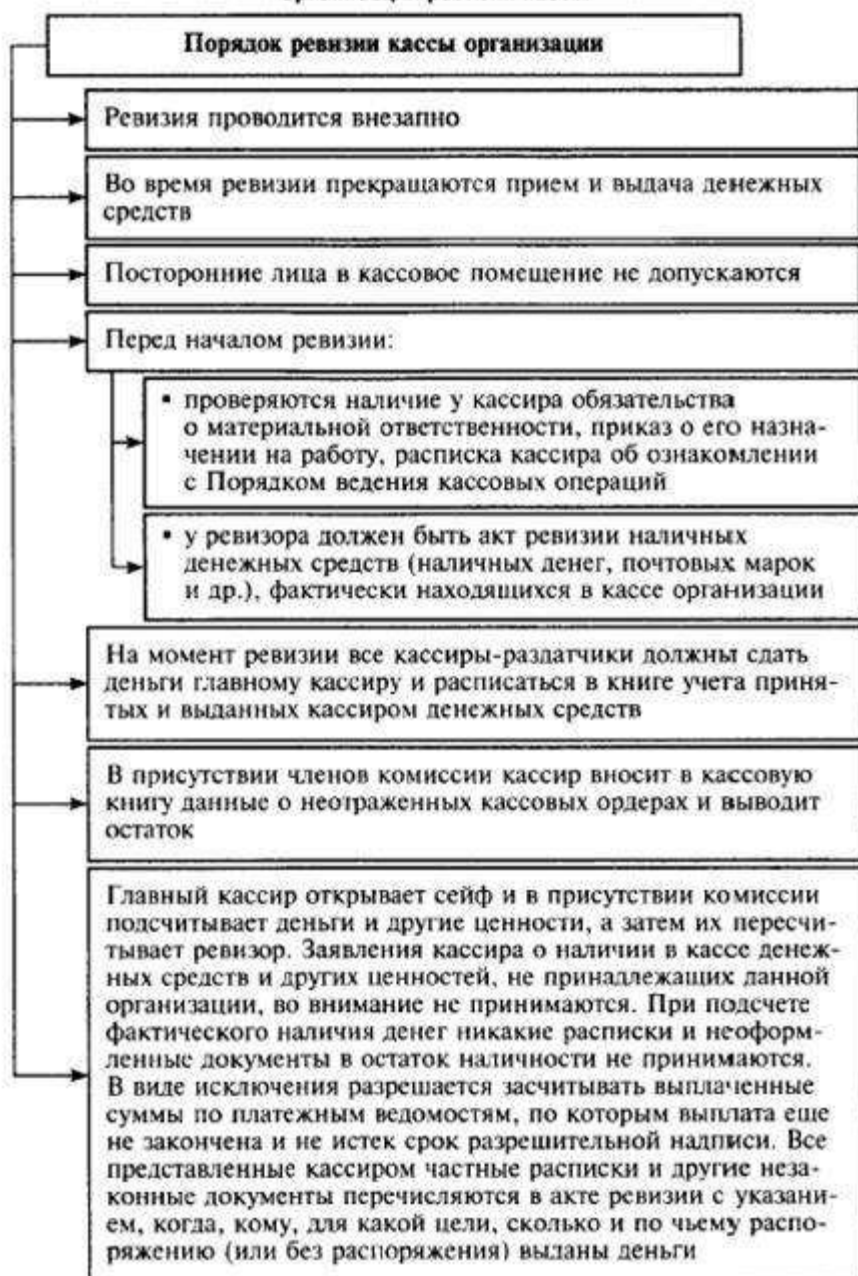 Порядок ревизии кассы организации
Ревизия проводится внезапно
Во время ревизии прекращаются прием и выдача денежных
средств
Посторонние лица в кассовое помещение не допускаются
Перед началом ревизии:
▪ проверяются наличие у кассира обязательства
о материальной ответственности, приказ о его назна-
чении на работу, расписка кассира об ознакомлении
с Порядком ведения кассовых операций
▪ у ревизора должен быть акт ревизии наличных
денежных средств (наличных денег, почтовых марок
и др.), фактически находящихся в кассе организации
На момент ревизии все кассиры-раздатчики должны сдать
деньги главному кассиру и расписаться в книге учета приня-
тых и выданных кассиром денежных средств
В присутствии членов комиссии кассир вносит в кассовую
книгу данные о неотраженных кассовых ордерах и выводит
остаток
Главный кассир открывает сейф и в присутствии комиссии
подсчитывает деньги и другие ценности, а затем их пересчи-
тывает ревизор. Заявления кассира о наличии в кассе денеж-
ных средств и других ценностей, не принадлежащих данной
организации, во внимание не принимаются. При подсчете
фактического наличия денег никакие расписки и неоформ-
ленные документы в остаток наличности не принимаются.
В виде исключения разрешается засчитывать выплаченные
суммы по платежным ведомостям, по которым выплата еще
не закончена и не истек срок разрешительной надписи. Все
представленные кассиром частные расписки и другие неза-
конные документы перечисляются в акте ревизии с указани-
ем, когда, кому, для какой цели, сколько и по чьему распо-
ряжению (или без распоряжения) выданы деньги